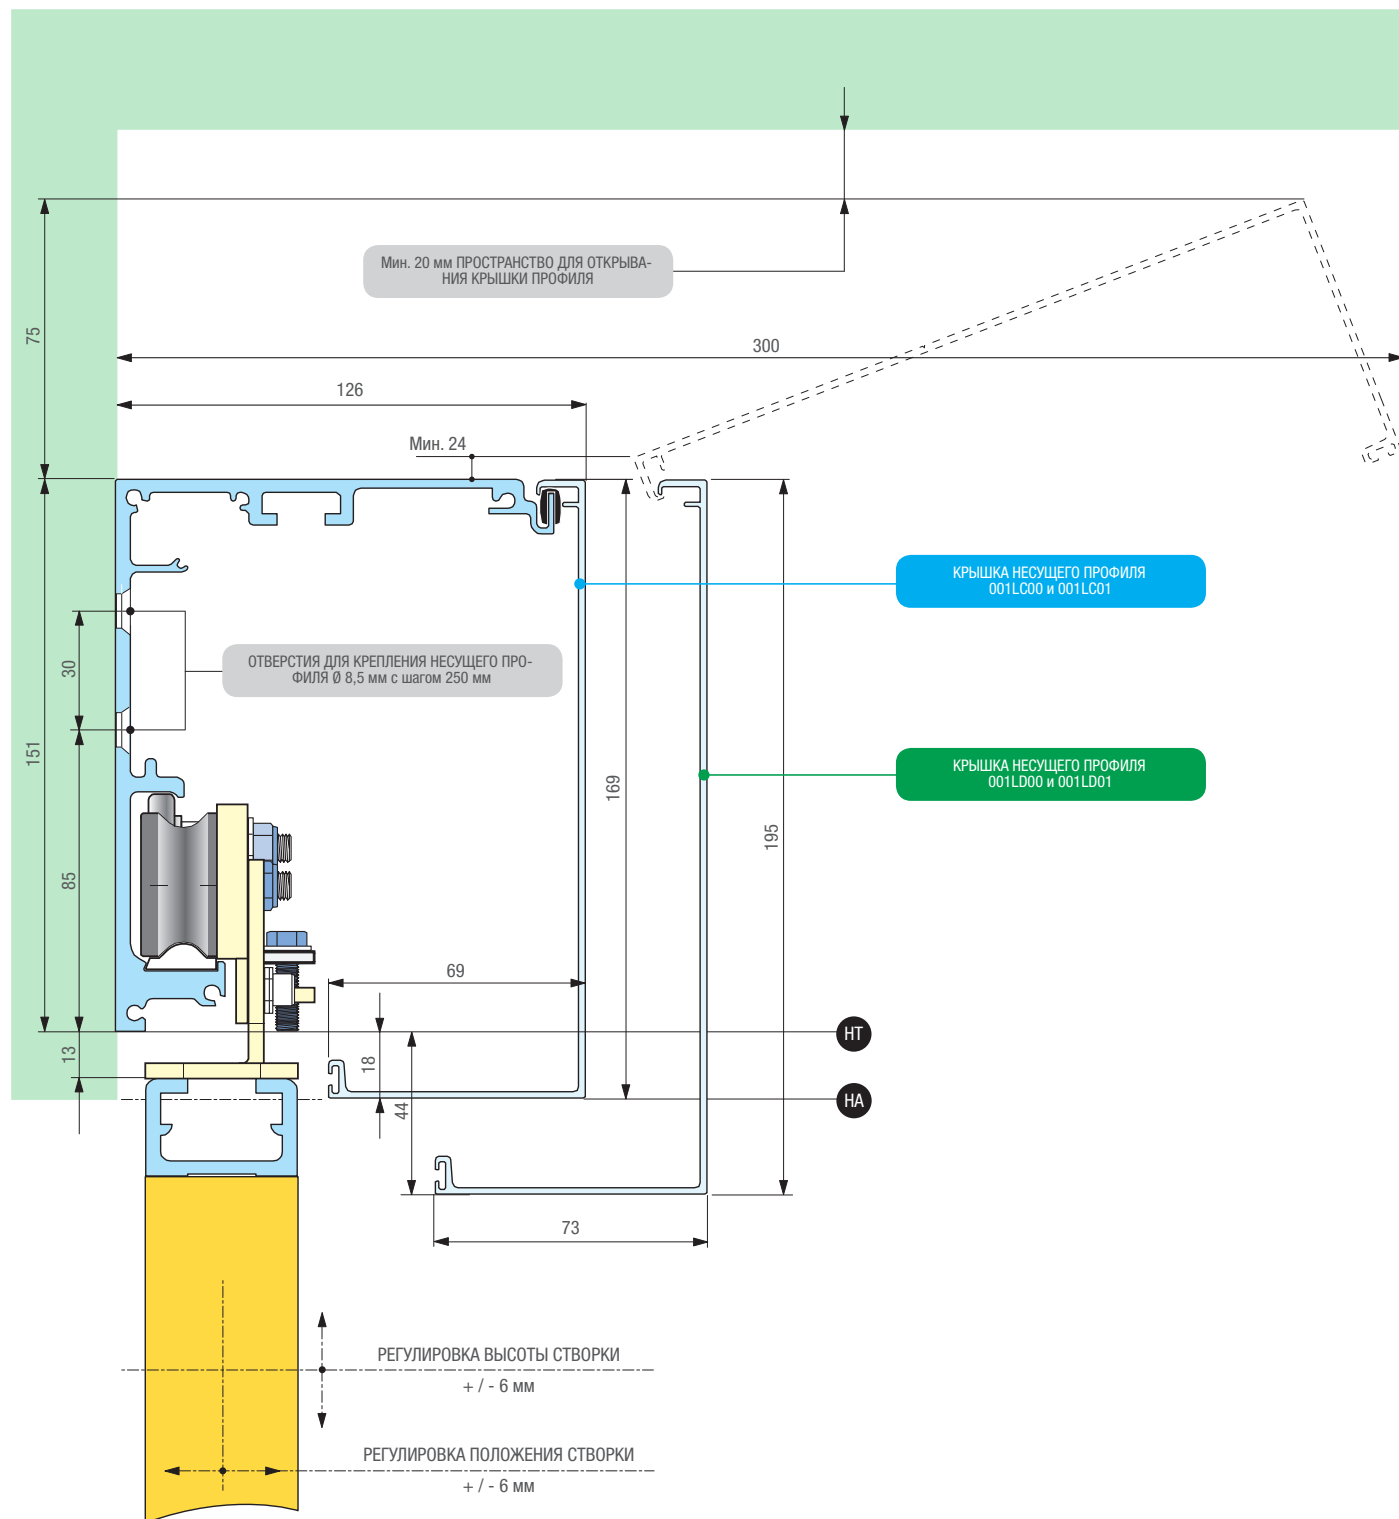 Мин. 20 мм ПРОСТРАНСТВО ДЛЯ ОТКРЫВА-
НИЯ КРЫШКИ ПРОФИЛЯ
75
300
126
Мин. 24
КРЫШКА НЕСУЩЕГО ПРОФИЛЯ
001LC00 и 001LC01
30
ОТВЕРСТИЯ ДЛЯ КРЕПЛЕНИЯ НЕСУЩЕГО ПРО-
ФИЛЯ Ø 8,5 мм с шагом 250 мм
151
169
КРЫШКА НЕСУЩЕГО ПРОФИЛЯ
001LD00 и 001LD01
195
85
69
HT
13
18
44
HA
73
РЕГУЛИРОВКА ВЫСОТЫ СТВОРКИ
+ / - 6 мм
РЕГУЛИРОВКА ПОЛОЖЕНИЯ СТВОРКИ
+ / - 6 мм